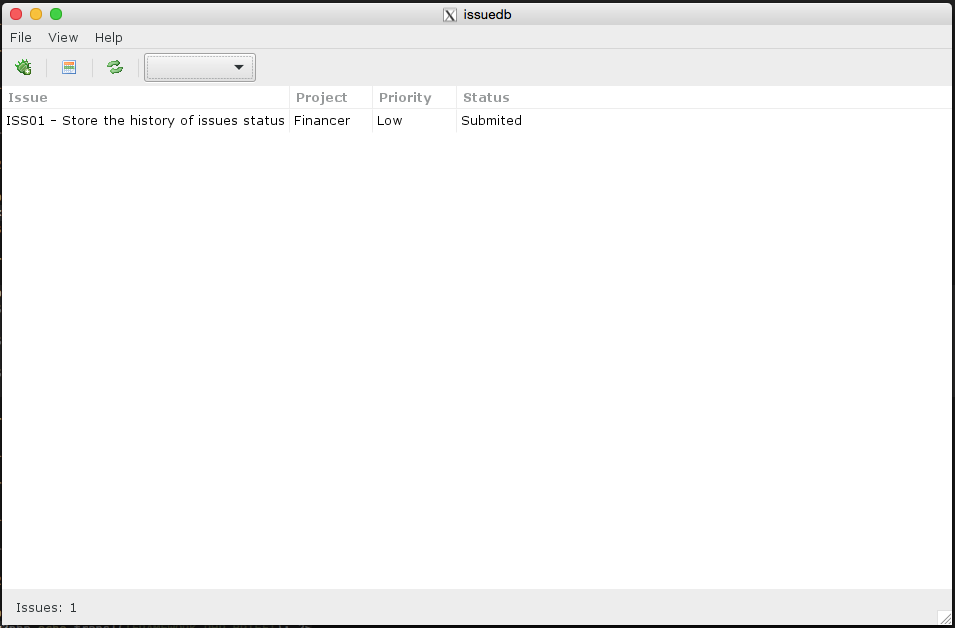 issuedb
File View Help
Issue Project Priority Status
ISS01 - Store the history of issues status Financer Low Submited
Issues: 1